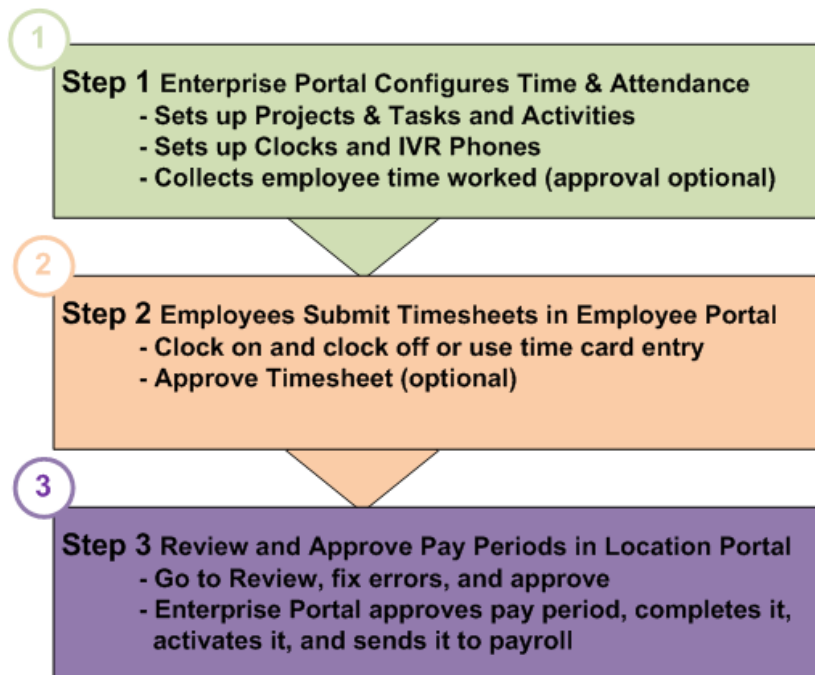 1
Step 1 Enterprise Portal Configures Time & Attendance
- Sets up Projects & Tasks and Activities
- Sets up Clocks and IVR Phones
- Collects employee time worked (approval optional)
2
Step 2 Employees Submit Timesheets in Employee Portal
- Clock on and clock off or use time card entry
- Approve Timesheet (optional)
3
Step 3 Review and Approve Pay Periods in Location Portal
- Go to Review, fix errors, and approve
- Enterprise Portal approves pay period, completes it,
activates it, and sends it to payroll